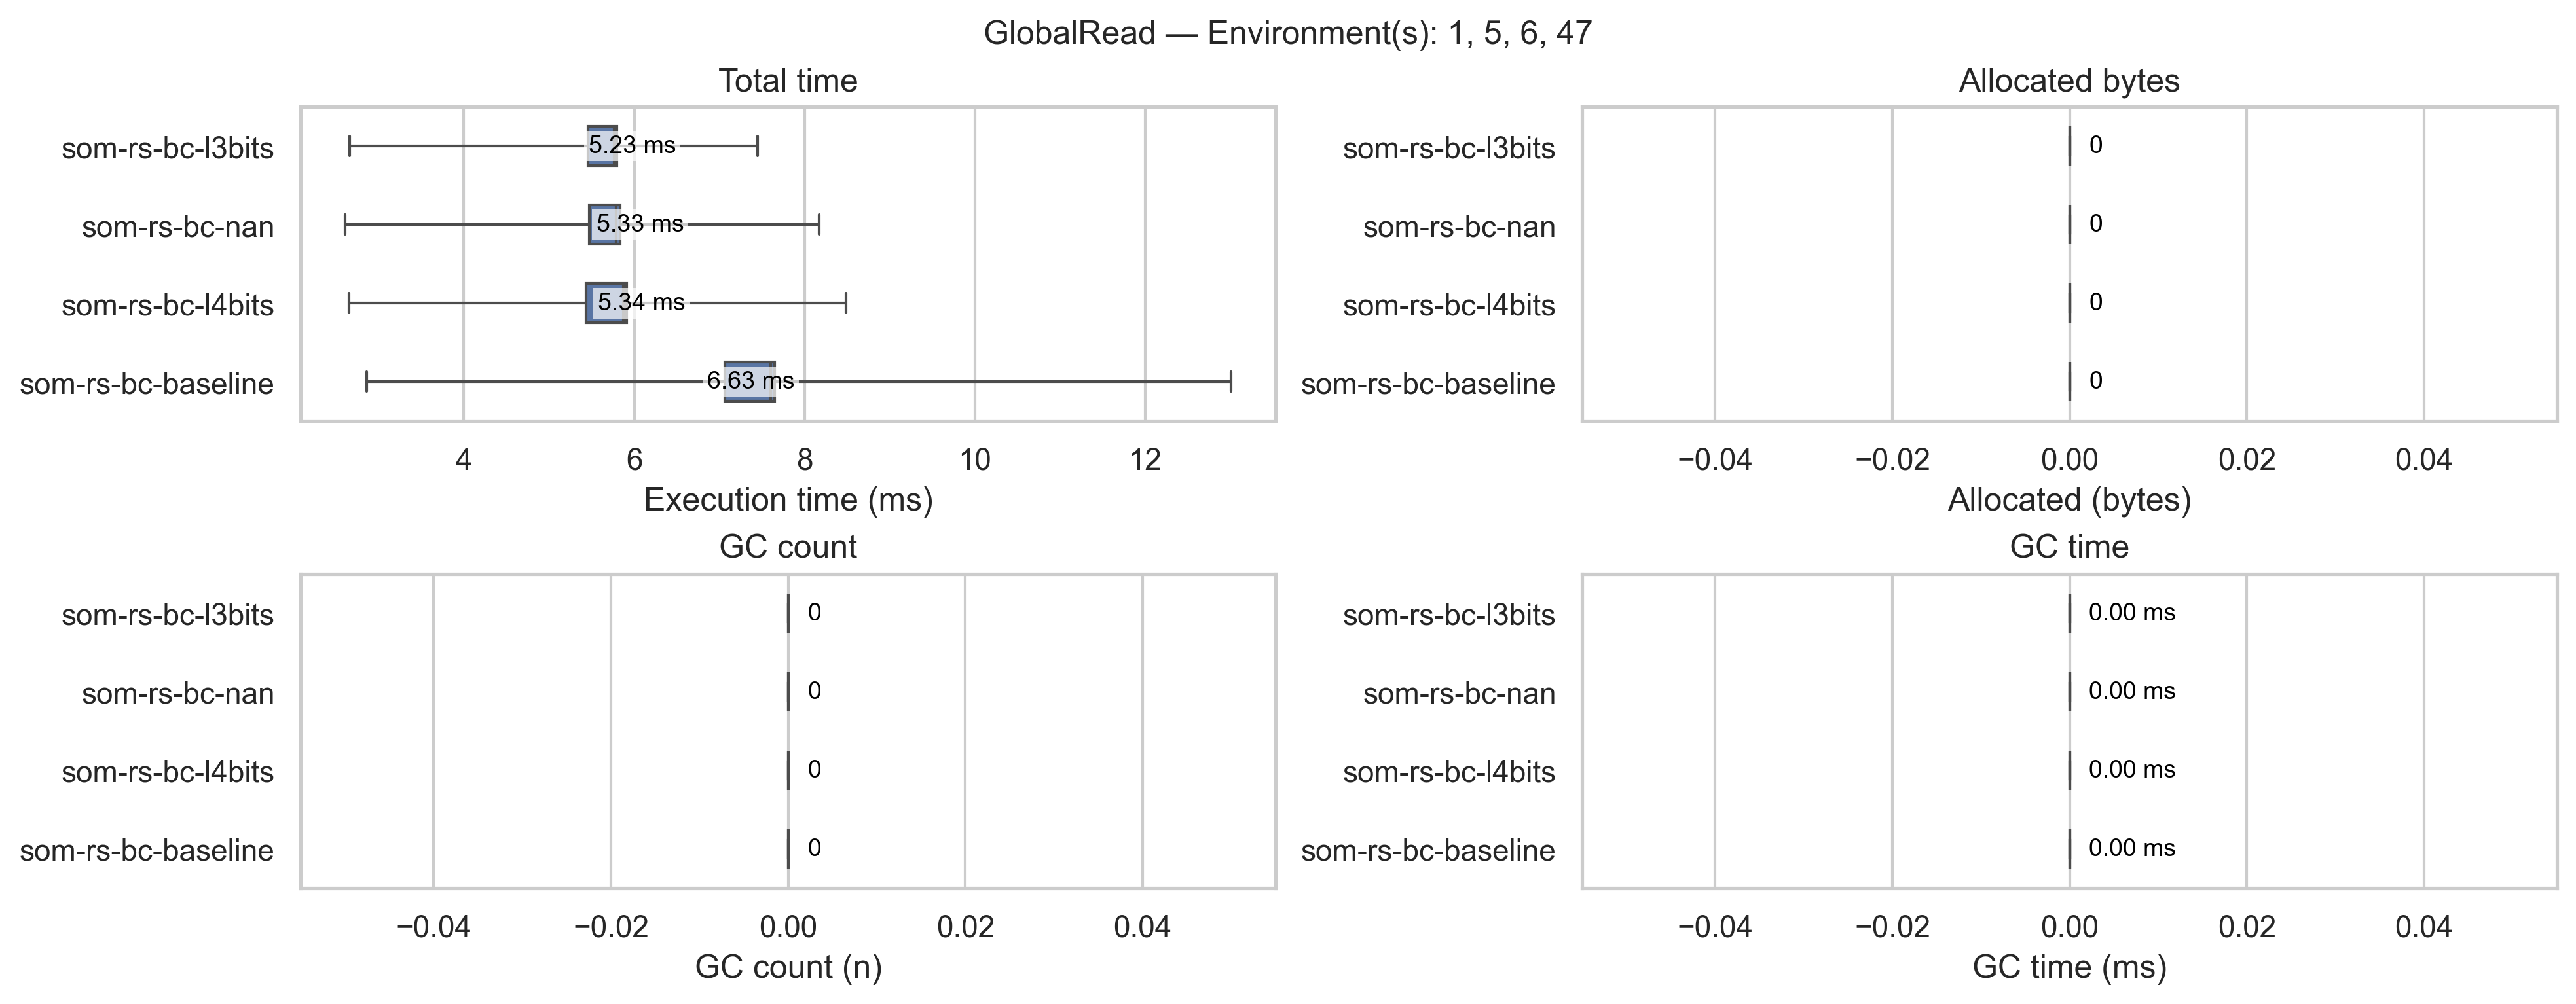 GlobalRead — Environment(s): 1, 5, 6, 47
Total time
som-rs-bc-l3bits
5.23 ms
som-rs-bc-nan
5.33 ms
som-rs-bc-l4bits
5.34 ms
som-rs-bc-baseline
6.63 ms
4 6 8 10 12
Execution time (ms)
Allocated bytes
som-rs-bc-l3bits
0
som-rs-bc-nan
0
som-rs-bc-l4bits
0
som-rs-bc-baseline
0
−0.04 −0.02 0.00 0.02 0.04
Allocated (bytes)
GC count
som-rs-bc-l3bits
0
som-rs-bc-nan
0
som-rs-bc-l4bits
0
som-rs-bc-baseline
0
−0.04 −0.02 0.00 0.02 0.04
GC count (n)
GC time
som-rs-bc-l3bits
0.00 ms
som-rs-bc-nan
0.00 ms
som-rs-bc-l4bits
0.00 ms
som-rs-bc-baseline
0.00 ms
−0.04 −0.02 0.00 0.02 0.04
GC time (ms)